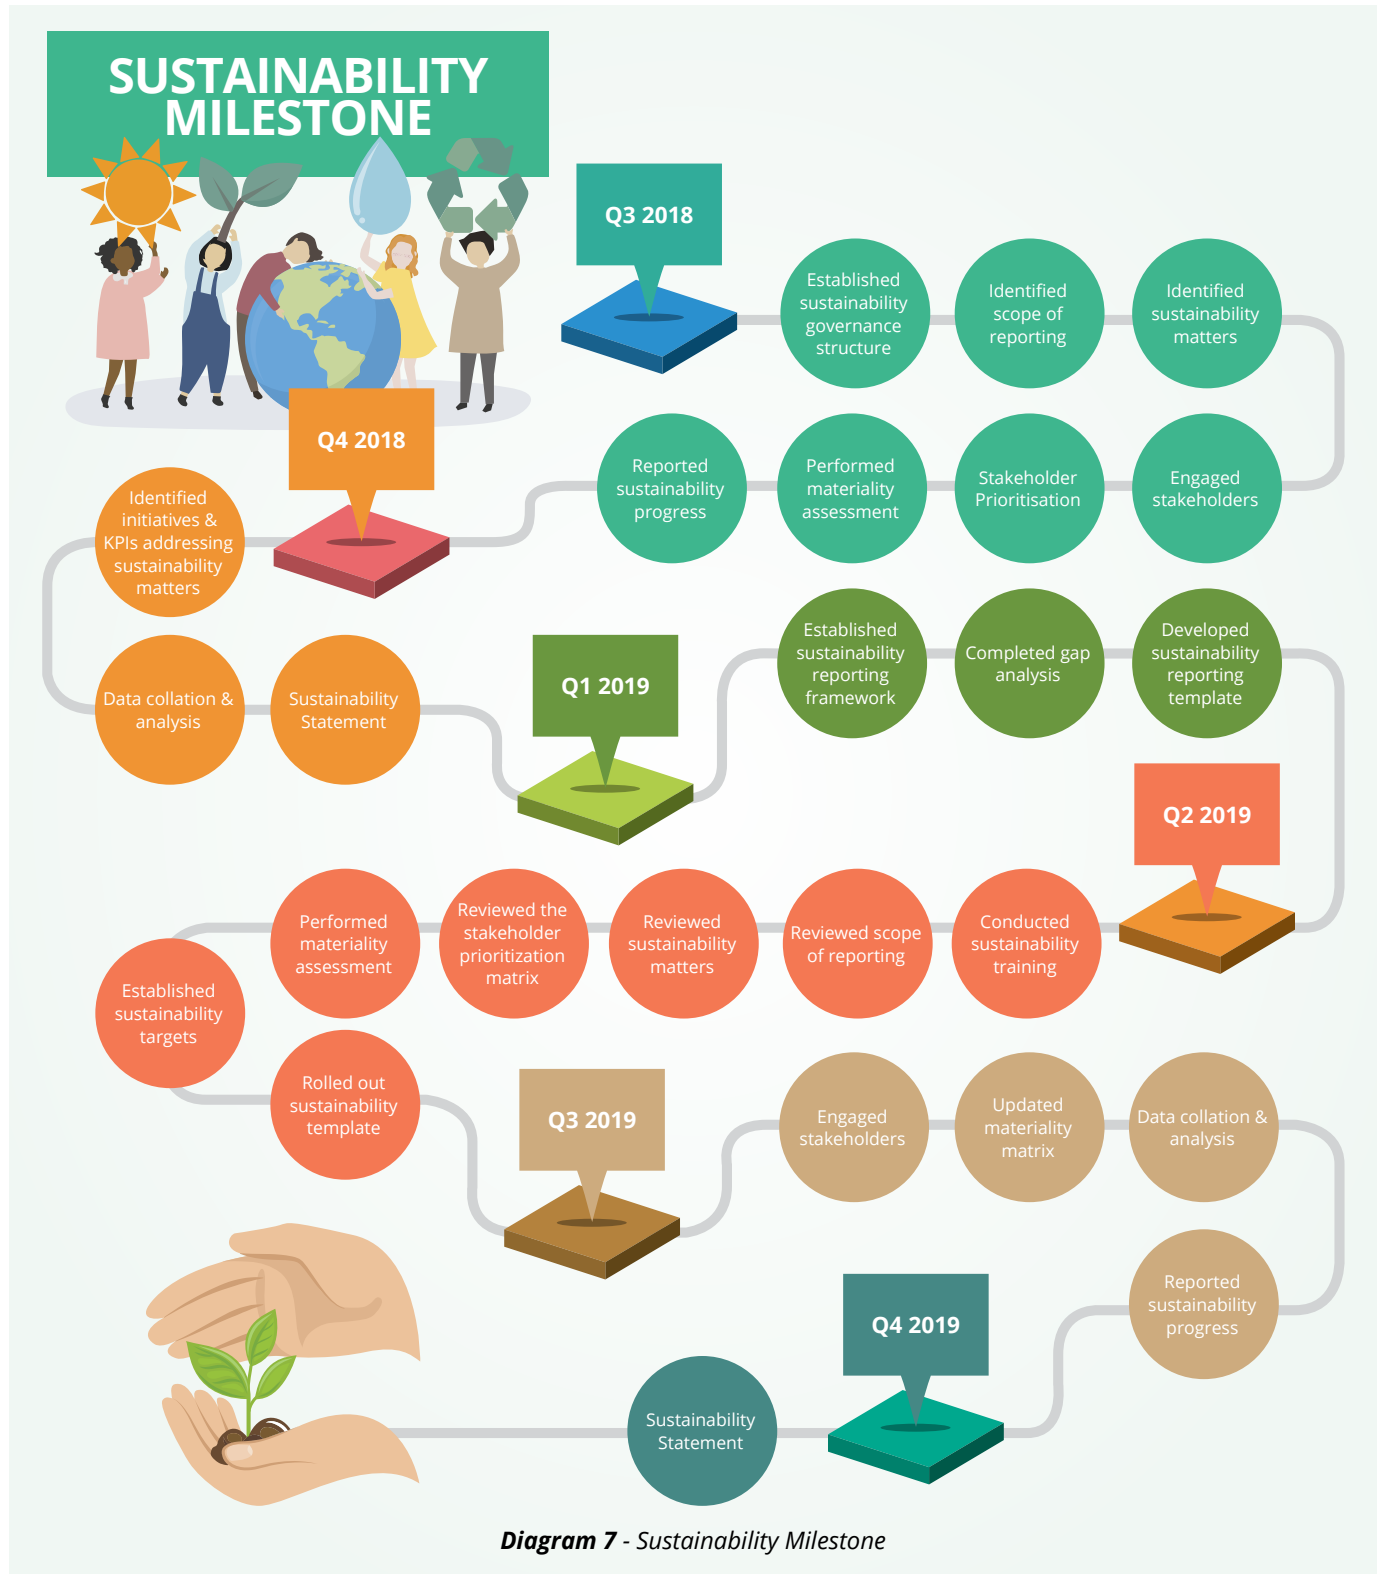 SUSTAINABILITY
MILESTONE
Q3 2018
Established
sustainability
governance
structure
Identified
scope of
reporting
Identified
sustainability
matters
Engaged
stakeholders
Stakeholder
Prioritisation
Performed
materiality
assessment
Reported
sustainability
progress
Q4 2018
Identified
initiatives &
KPIs addressing
sustainability
matters
Data collation &
analysis
Sustainability
Statement
Q1 2019
Established
sustainability
reporting
framework
Completed gap
analysis
Developed
sustainability
reporting
template
Q2 2019
Conducted
sustainability
training
Reviewed scope
of reporting
Reviewed
sustainability
matters
Reviewed the
stakeholder
prioritization
matrix
Performed
materiality
assessment
Established
sustainability
targets
Rolled out
sustainability
template
Q3 2019
Engaged
stakeholders
Updated
materiality
matrix
Data collation &
analysis
Reported
sustainability
progress
Q4 2019
Sustainability
Statement
Diagram 7 - Sustainability Milestone